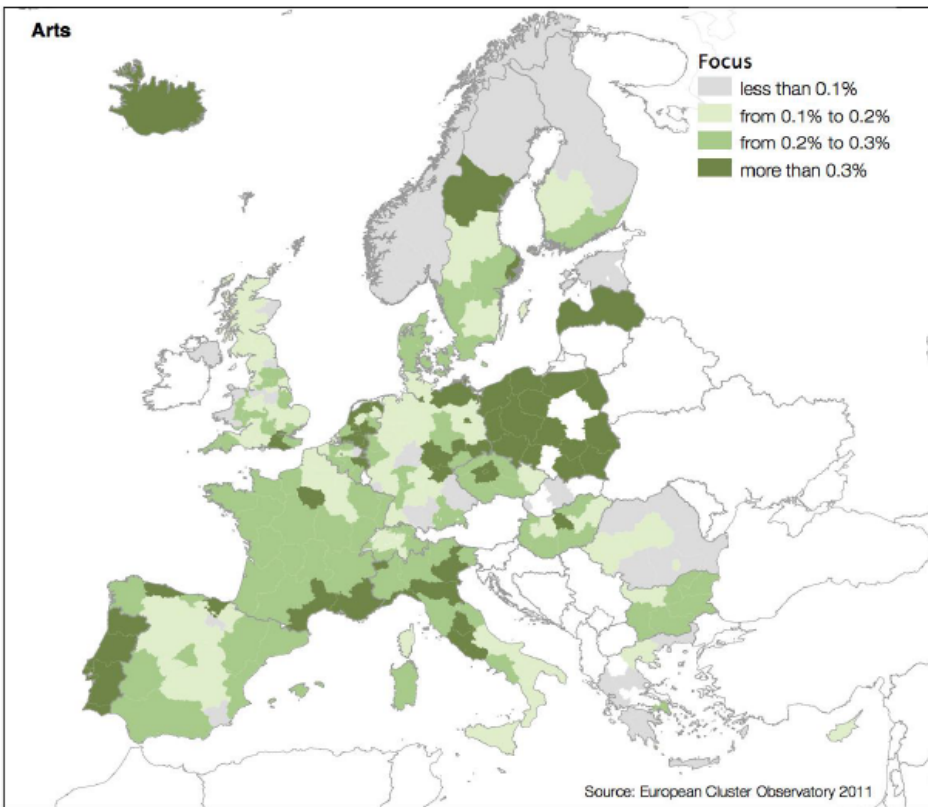 Arts
Focus
less than 0.1%
from 0.1% to 0.2%
from 0.2% to 0.3%
more than 0.3%
Source: European Cluster Observatory 2011